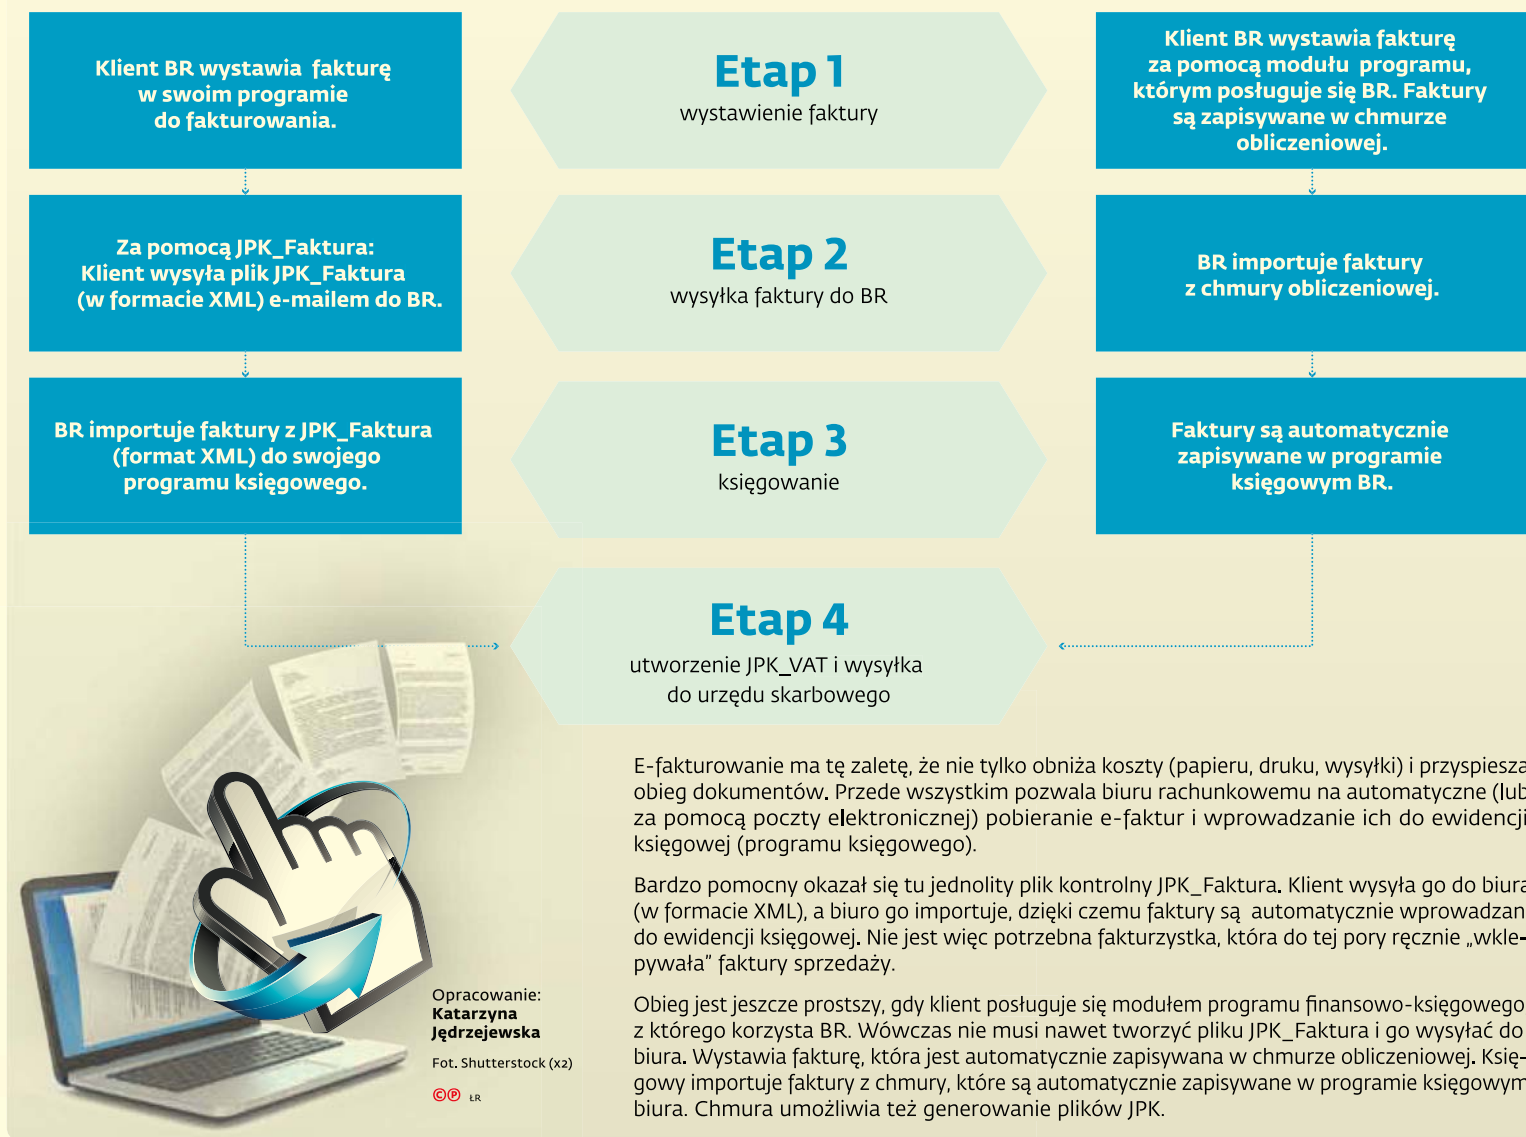 Klient BR wystawia fakturę
w swoim programie
do fakturowania.
Etap 1
wystawienie faktury
Klient BR wystawia fakturę
za pomocą modułu programu,
którym posługuje się BR. Faktury
są zapisywane w chmurze
obliczeniowej.
Za pomocą JPK_Faktura:
Klient wysyła plik JPK_Faktura
(w formacie XML) e-mailem do BR.
Etap 2
wysyłka faktury do BR
BR importuje faktury
z chmury obliczeniowej.
BR importuje faktury z JPK_Faktura
(format XML) do swojego
programu księgowego.
Etap 3
księgowanie
Faktury są automatycznie
zapisywane w programie
księgowym BR.
Etap 4
utworzenie JPK_VAT i wysyłka
do urzędu skarbowego
E-fakturowanie ma tę zaletę, że nie tylko obniża koszty (papieru, druku, wysyłki) i przyspiesza
obieg dokumentów. Przede wszystkim pozwala biuru rachunkowemu na automatyczne (lub
za pomocą poczty elektronicznej) pobieranie e-faktur i wprowadzanie ich do ewidencji
księgowej (programu księgowego).
Bardzo pomocny okazał się tu jednolity plik kontrolny JPK_Faktura. Klient wysyła go do biura
(w formacie XML), a biuro go importuje, dzięki czemu faktury są automatycznie wprowadzan
do ewidencji księgowej. Nie jest więc potrzebna fakturzystka, która do tej pory ręcznie „wkle-
pywała” faktury sprzedaży.
Obieg jest jeszcze prostszy, gdy klient posługuje się modułem programu finansowo-księgowego
z którego korzysta BR. Wówczas nie musi nawet tworzyć pliku JPK_Faktura i go wysyłać do
biura. Wystawia fakturę, która jest automatycznie zapisywana w chmurze obliczeniowej. Księ-
gowy importuje faktury z chmury, które są automatycznie zapisywane w programie księgowym
biura. Chmura umożliwia też generowanie plików JPK.
Opracowanie:
Katarzyna
Jędrzejewska
Fot. Shutterstock (x2)
©℗ ŁR